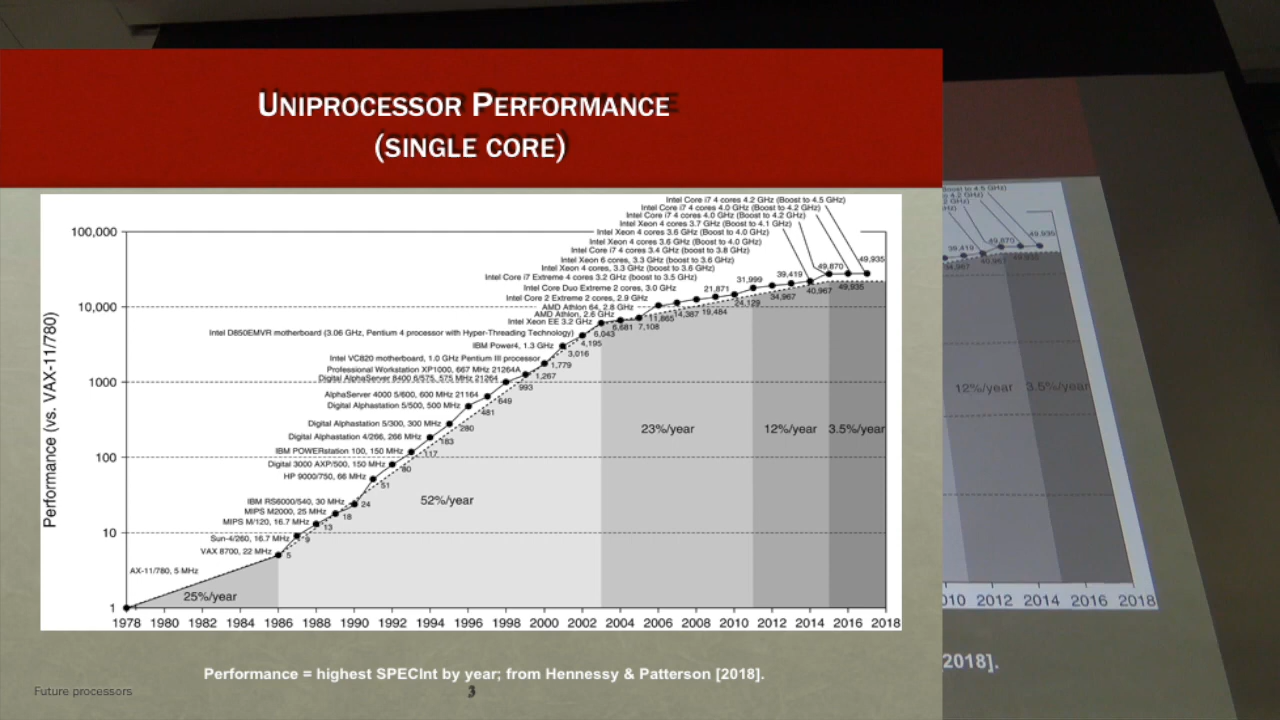 UNIPROCESSOR PERFORMANCE
(SINGLE CORE)
Intel Core i7 4 cores 4.2 GHz (Boost to 4.5 GHz)
Intel Core i7 4 cores 4.0 GHz (Boost to 4.2 GHz)
Intel Core i7 4 cores 4.0 GHz (Boost to 4.2 GHz)
Intel Xeon 4 cores 3.7 GHz (Boost to 4.1 GHz)
Intel Xeon 4 cores 3.6 GHz (Boost to 4.0 GHz)
Intel Xeon 4 cores 3.6 GHz (Boost to 4.0 GHz)
Intel Core i7 4 cores 3.4 GHz (boost to 3.8 GHz)
Intel Xeon 6 cores, 3.3 GHz (boost to 3.6 GHz)
Intel Xeon 4 cores, 3.3 GHz (boost to 3.6 GHz)
Intel Core i7 Extreme 4 cores 3.2 GHz (boost to 3.5 GHz)
Intel Core Duo Extreme 2 cores, 3.0 GHz
Intel Core 2 Extreme 2 cores, 2.9 GHz
AMD Athlon 64, 2.8 GHz
AMD Athlon, 2.6 GHz
Intel Xeon EE 3.2 GHz
Intel D850EMVR motherboard (3.06 GHz, Pentium 4 processor with Hyper-Threading Technology)
IBM Power4, 1.3 GHz
Intel VC820 motherboard, 1.0 GHz Pentium III processor
Professional Workstation XP1000, 667 MHz 21264A
Digital AlphaServer 8400 6/575, 575 MHz 21264
AlphaServer 4000 5/600, 600 MHz 21164
Digital Alphastation 5/500, 500 MHz
Digital Alphastation 5/300, 300 MHz
Digital Alphastation 4/266, 266 MHz
IBM POWERstation 100, 150 MHz
Digital 3000 AXP/500, 150 MHz
HP 9000/750, 66 MHz
IBM RS6000/540, 30 MHz
MIPS M2000, 25 MHz
MIPS M/120, 16.7 MHz
Sun-4/260, 16.7 MHz
VAX 8700, 22 MHz
AX-11/780, 5 MHz
5
9
13
18
24
51
80
117
183
280
481
649
993
1,267
1,779
3,016
4,195
6,043
6,681
7,108
11,865
14,387
19,484
21,871
24,129
31,999
34,967
39,419
40,967
49,870
49,935
49,935
100,000
10,000
1000
100
10
1
Performance (vs. VAX-11/780)
25%/year
52%/year
23%/year
12%/year
3.5%/year
1978 1980 1982 1984 1986 1988 1990 1992 1994 1996 1998 2000 2002 2004 2006 2008 2010 2012 2014 2016 2018
Performance = highest SPECInt by year; from Hennessy & Patterson [2018].
Future processors
3
39,419
49,870
49,935
12%/year
3.5%/year
010 2012 2014 2016 2018
2018].